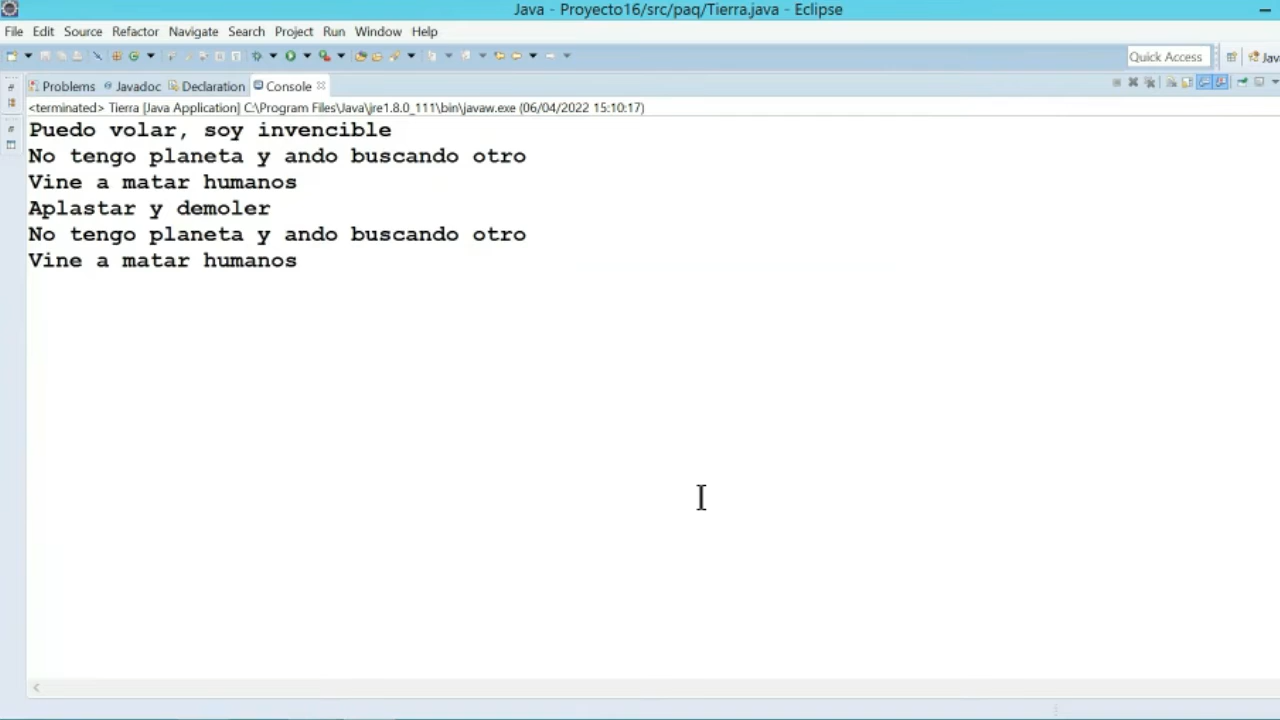 Java - Proyecto16/src/paq/Tierra.java - Eclipse
File Edit Source Refactor Navigate Search Project Run Window Help
Quick Access
Jav
Problems Javadoc Declaration Console
<terminated> Tierra [Java Application] C:\Program Files\Java\jre1.8.0_111\bin\javaw.exe (06/04/2022 15:10:17)
Puedo volar, soy invencible
No tengo planeta y ando buscando otro
Vine a matar humanos
Aplastar y demoler
No tengo planeta y ando buscando otro
Vine a matar humanos